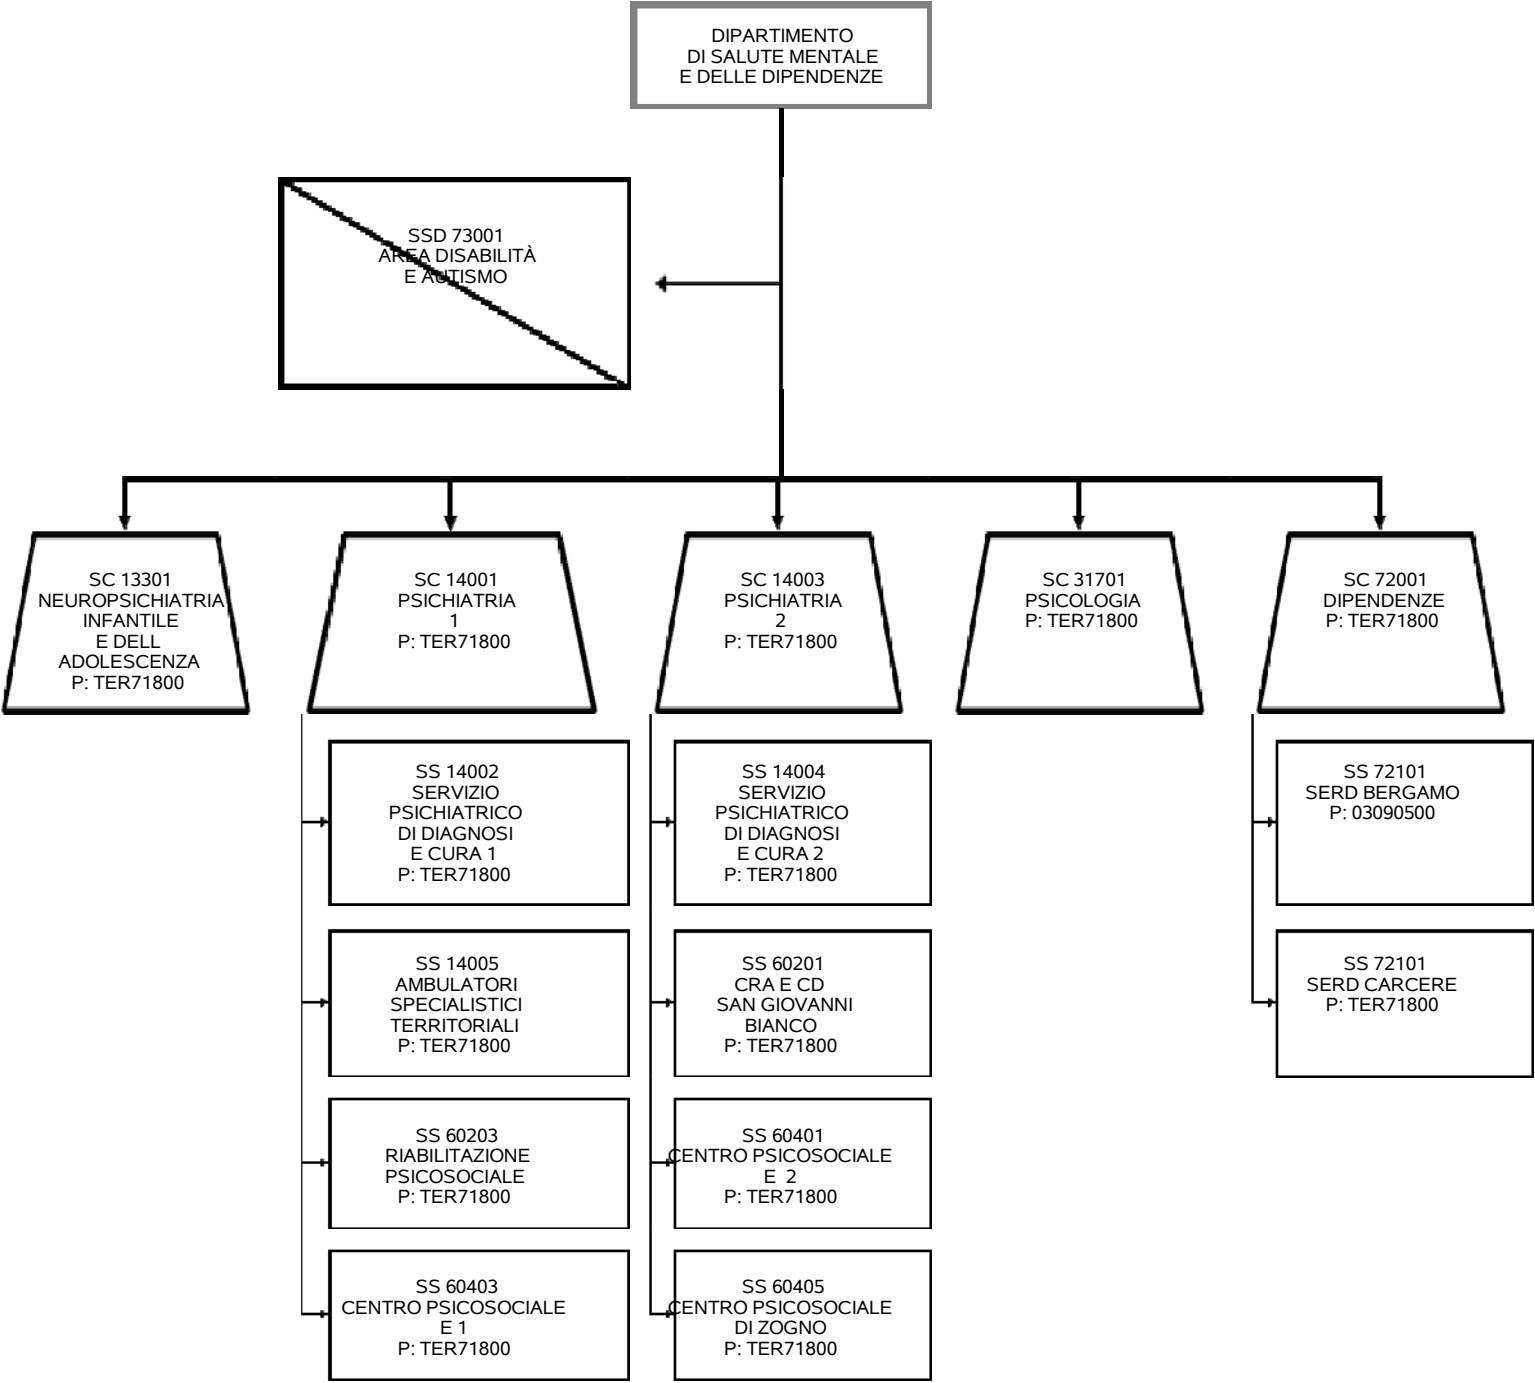 DIPARTIMENTO
DI SALUTE MENTALE
E DELLE DIPENDENZE
SSD 73001
AREA DISABILITÀ
E AUTISMO
SC 13301
NEUROPSICHIATRIA
INFANTILE
E DELL
ADOLESCENZA
P: TER71800
SC 14001
PSICHIATRIA
1
P: TER71800
SC 14003
PSICHIATRIA
2
P: TER71800
SC 31701
PSICOLOGIA
P: TER71800
SC 72001
DIPENDENZE
P: TER71800
SS 14002
SERVIZIO
PSICHIATRICO
DI DIAGNOSI
E CURA 1
P: TER71800
SS 14004
SERVIZIO
PSICHIATRICO
DI DIAGNOSI
E CURA 2
P: TER71800
SS 72101
SERD BERGAMO
P: 03090500
SS 14005
AMBULATORI
SPECIALISTICI
TERRITORIALI
P: TER71800
SS 60201
CRA E CD
SAN GIOVANNI
BIANCO
P: TER71800
SS 72101
SERD CARCERE
P: TER71800
SS 60203
RIABILITAZIONE
PSICOSOCIALE
P: TER71800
SS 60401
CENTRO PSICOSOCIALE
E 2
P: TER71800
SS 60403
CENTRO PSICOSOCIALE
E 1
P: TER71800
SS 60405
CENTRO PSICOSOCIALE
DI ZOGNO
P: TER71800